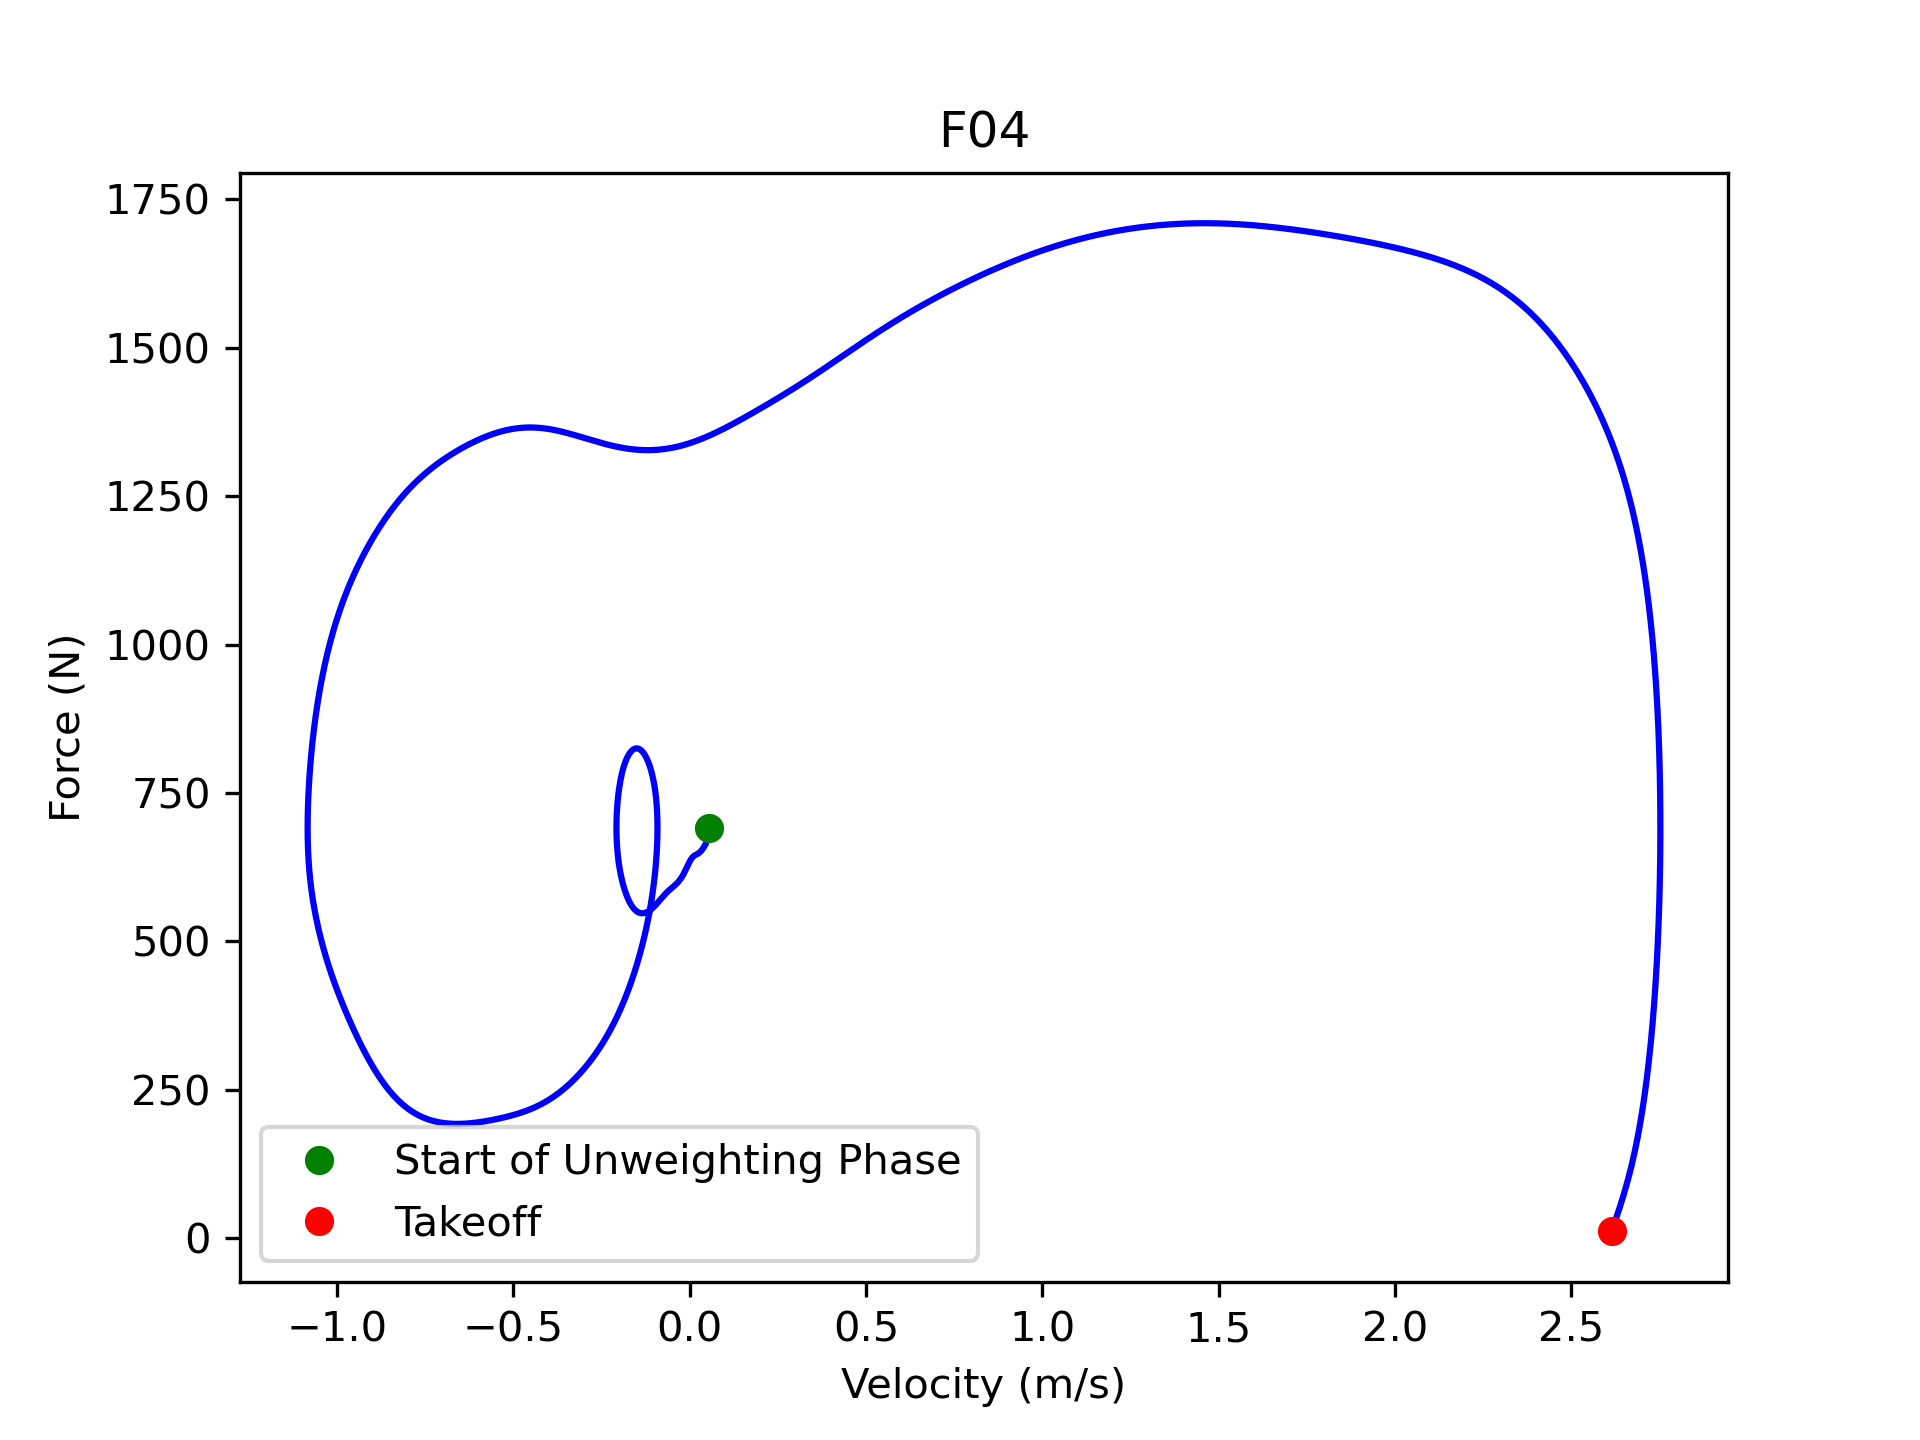 F04
1750
1500
1250
1000
750
500
250
0
Force (N)
Start of Unweighting Phase
Takeoff
−1.0 −0.5 0.0 0.5 1.0 1.5 2.0 2.5
Velocity (m/s)